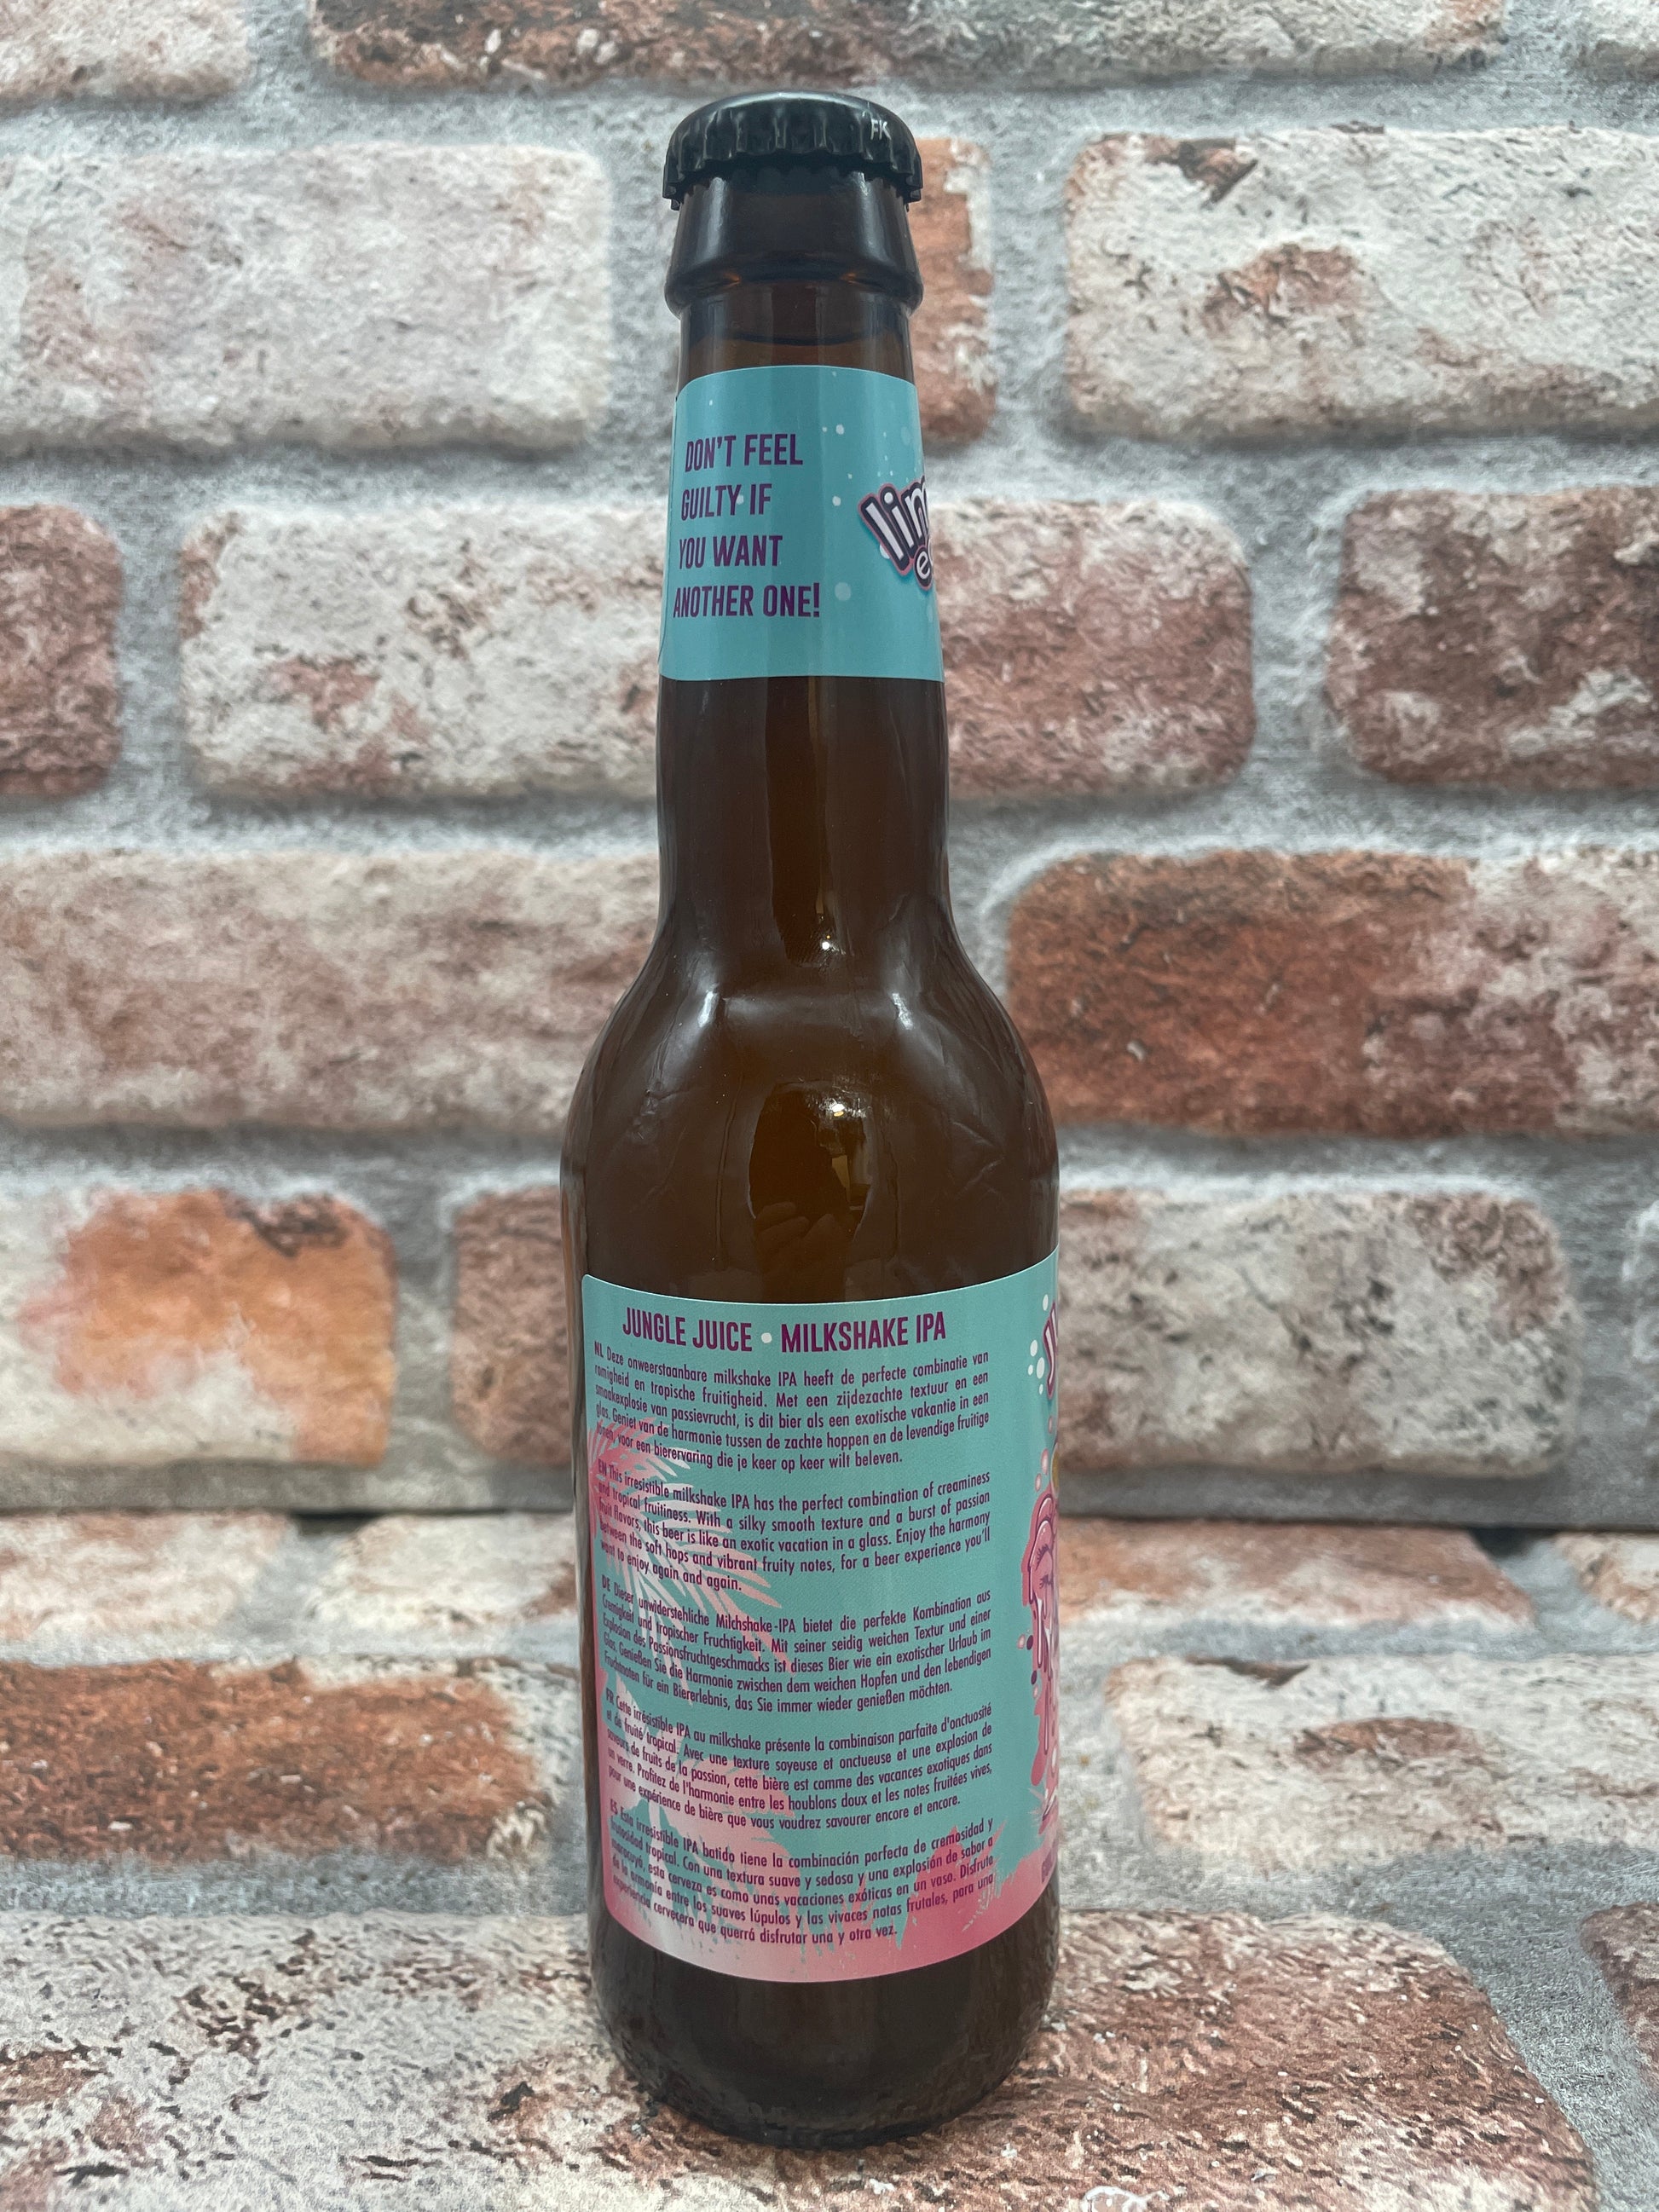 FK
DON'T FEEL
GUILTY IF
YOU WANT
ANOTHER ONE!
JUNGLE JUICE • MILKSHAKE IPA
NL Deze onweerstaanbare milkshake IPA heeft de perfecte combinatie van
romigheid en tropische fruitigheid. Met een zijdezachte textuur en een
smaakexplosie van passievrucht, is dit bier als een exotische vakantie in een
glas. Geniet van de harmonie tussen de zachte hoppen en de levendige fruitige
tonen, voor een bierervaring die je keer op keer wilt beleven.
EN This irresistible milkshake IPA has the perfect combination of creaminess
and tropical fruitiness. With a silky smooth texture and a burst of passion
fruit flavors, this beer is like an exotic vacation in a glass. Enjoy the harmony
between the soft hops and vibrant fruity notes, for a beer experience you'll
want to enjoy again and again.
DE Dieser unwiderstehliche Milchshake-IPA bietet die perfekte Kombination aus
Cremigkeit und tropischer Fruchtigkeit. Mit seiner seidig weichen Textur und einer
Explosion des Passionsfruchtgeschmacks ist dieses Bier wie ein exotischer Urlaub im
Glas. Genießen Sie die Harmonie zwischen dem weichen Hopfen und den lebendigen
Fruchtnoten für ein Biererlebnis, das Sie immer wieder genießen möchten.
FR Cette irrésistible IPA au milkshake présente la combinaison parfaite d'onctuosité
et de fruité tropical. Avec une texture soyeuse et onctueuse et une explosion de
saveurs de fruits de la passion, cette bière est comme des vacances exotiques dans
un verre. Profitez de l'harmonie entre les houblons doux et les notes fruitées vives,
pour une expérience de bière que vous voudrez savourer encore et encore.
ES Esta irresistible IPA batido tiene la combinación perfecta de cremosidad y
frutosidad tropical. Con una textura suave y sedosa y una explosión de sabor a
maracuyá, esta cerveza es como unas vacaciones exóticas en un vaso. Disfrute
de la armonía entre los suaves lúpulos y las vivaces notas frutales, para una
experiencia cervecera que querrá disfrutar una y otra vez.